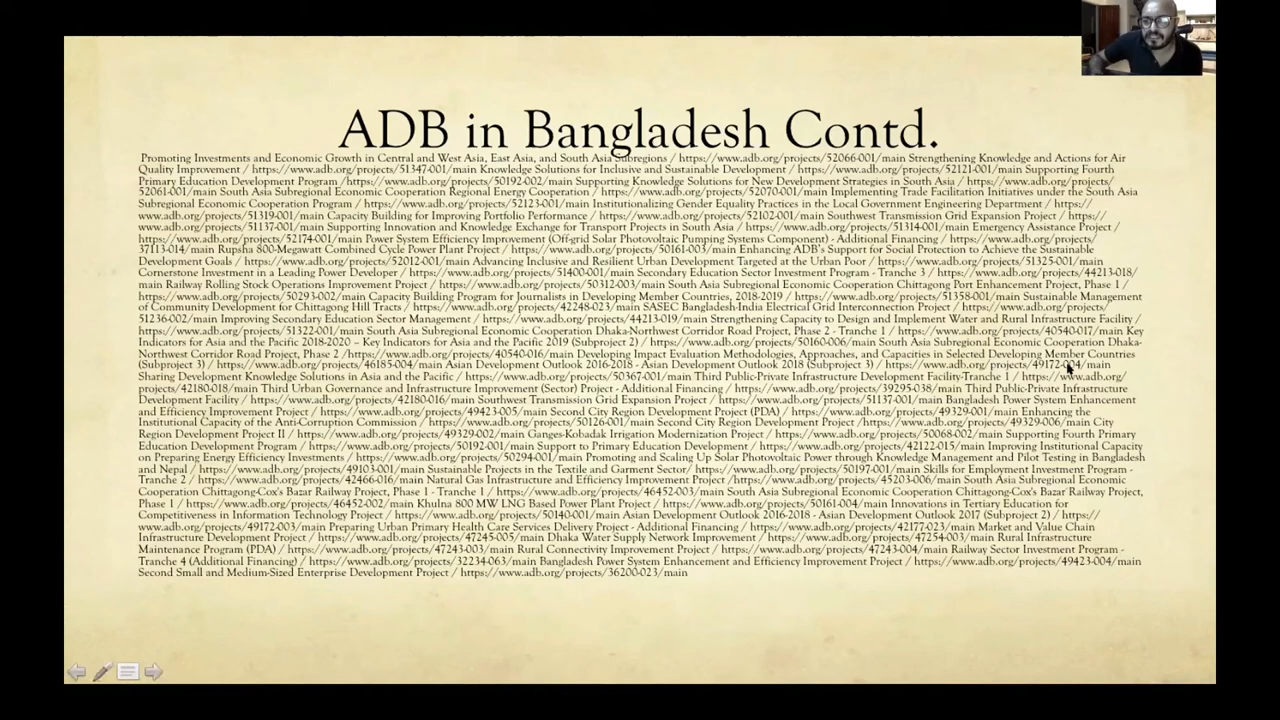 ADB in Bangladesh Contd.
Promoting Investments and Economic Growth in Central and West Asia, East Asia, and South Asia Subregions / https://www.adb.org/projects/52066-001/main Strengthening Knowledge and Actions for Air
Quality Improvement / https://www.adb.org/projects/51347-001/main Knowledge Solutions for Inclusive and Sustainable Development / https://www.adb.org/projects/52121-001/main Supporting Fourth
Primary Education Development Program / https://www.adb.org/projects/50192-002/main Supporting Knowledge Solutions for New Development Strategies in South Asia / https://www.adb.org/projects/
52061-001/main South Asia Subregional Economic Cooperation Regional Energy Cooperation / https://www.adb.org/projects/52070-001/main Implementing Trade Facilitation Initiatives under the South Asia
Subregional Economic Cooperation Program / https://www.adb.org/projects/52123-001/main Institutionalizing Gender Equality Practices in the Local Government Engineering Department / https://
www.adb.org/projects/51319-001/main Capacity Building for Improving Portfolio Performance / https://www.adb.org/projects/52102-001/main Southwest Transmission Grid Expansion Project / https://
www.adb.org/projects/51137-001/main Supporting Innovation and Knowledge Exchange for Transport Projects in South Asia / https://www.adb.org/projects/51314-001/main Emergency Assistance Project /
https://www.adb.org/projects/52174-001/main Power System Efficiency Improvement (Off-grid Solar Photovoltaic Pumping Systems Component) - Additional Financing / https://www.adb.org/projects/
37113-014/main Rupsha 800-Megawatt Combined Cycle Power Plant Project / https://www.adb.org/projects/50161-003/main Enhancing ADB's Support for Social Protection to Achieve the Sustainable
Development Goals / https://www.adb.org/projects/52012-001/main Advancing Inclusive and Resilient Urban Development Targeted at the Urban Poor / https://www.adb.org/projects/51325-001/main
Cornerstone Investment in a Leading Power Developer / https://www.adb.org/projects/51400-001/main Secondary Education Sector Investment Program - Tranche 3 / https://www.adb.org/projects/44213-018/
main Railway Rolling Stock Operations Improvement Project / https://www.adb.org/projects/50312-003/main South Asia Subregional Economic Cooperation Chittagong Port Enhancement Project, Phase 1 /
https://www.adb.org/projects/50293-002/main Capacity Building Program for Journalists in Developing Member Countries, 2018-2019 / https://www.adb.org/projects/51358-001/main Sustainable Management
of Community Development for Chittagong Hill Tracts / https://www.adb.org/projects/42248-023/main SASEC Bangladesh-India Electrical Grid Interconnection Project / https://www.adb.org/projects/
51236-002/main Improving Secondary Education Sector Management / https://www.adb.org/projects/44213-019/main Strengthening Capacity to Design and Implement Water and Rural Infrastructure Facility /
https://www.adb.org/projects/51322-001/main South Asia Subregional Economic Cooperation Dhaka-Northwest Corridor Road Project, Phase 2 - Tranche 1 / https://www.adb.org/projects/40540-017/main Key
Indicators for Asia and the Pacific 2018-2020 – Key Indicators for Asia and the Pacific 2019 (Subproject 2) / https://www.adb.org/projects/50160-006/main South Asia Subregional Economic Cooperation Dhaka-
Northwest Corridor Road Project, Phase 2 /https://www.adb.org/projects/40540-016/main Developing Impact Evaluation Methodologies, Approaches, and Capacities in Selected Developing Member Countries
(Subproject 3) / https://www.adb.org/projects/46185-004/main Asian Development Outlook 2016-2018 - Asian Development Outlook 2018 (Subproject 3) / https://www.adb.org/projects/49172-004/main
Sharing Development Knowledge Solutions in Asia and the Pacific / https://www.adb.org/projects/50367-001/main Third Public-Private Infrastructure Development Facility-Tranche 1 / https://www.adb.org/
projects/42180-018/main Third Urban Governance and Infrastructure Improvement (Sector) Project - Additional Financing / https://www.adb.org/projects/39295-038/main Third Public-Private Infrastructure
Development Facility / https://www.adb.org/projects/42180-016/main Southwest Transmission Grid Expansion Project / https://www.adb.org/projects/51137-001/main Bangladesh Power System Enhancement
and Efficiency Improvement Project / https://www.adb.org/projects/49423-005/main Second City Region Development Project (PDA) / https://www.adb.org/projects/49329-001/main Enhancing the
Institutional Capacity of the Anti-Corruption Commission / https://www.adb.org/projects/50126-001/main Second City Region Development Project /https://www.adb.org/projects/49329-006/main City
Region Development Project II / https://www.adb.org/projects/49329-002/main Ganges-Kobadak Irrigation Modernization Project / https://www.adb.org/projects/50068-002/main Supporting Fourth Primary
Education Development Program / https://www.adb.org/projects/50192-001/main Support to Primary Education Development / https://www.adb.org/projects/42122-015/main Improving Institutional Capacity
on Preparing Energy Efficiency Investments / https://www.adb.org/projects/50294-001/main Promoting and Scaling Up Solar Photovoltaic Power through Knowledge Management and Pilot Testing in Bangladesh
and Nepal / https://www.adb.org/projects/49103-001/main Sustainable Projects in the Textile and Garment Sector/ https://www.adb.org/projects/50197-001/main Skills for Employment Investment Program -
Tranche 2 / https://www.adb.org/projects/42466-016/main Natural Gas Infrastructure and Efficiency Improvement Project /https://www.adb.org/projects/45203-006/main South Asia Subregional Economic
Cooperation Chittagong-Cox's Bazar Railway Project, Phase 1 - Tranche 1 / https://www.adb.org/projects/46452-003/main South Asia Subregional Economic Cooperation Chittagong-Cox's Bazar Railway Project,
Phase 1 / https://www.adb.org/projects/46452-002/main Khulna 800 MW LNG Based Power Plant Project / https://www.adb.org/projects/50161-004/main Innovations in Tertiary Education for
Competitiveness in Information Technology Project / https://www.adb.org/projects/50140-001/main Asian Development Outlook 2016-2018 - Asian Development Outlook 2017 (Subproject 2) / https://
www.adb.org/projects/49172-003/main Preparing Urban Primary Health Care Services Delivery Project - Additional Financing / https://www.adb.org/projects/42177-023/main Market and Value Chain
Infrastructure Development Project / https://www.adb.org/projects/47245-005/main Dhaka Water Supply Network Improvement / https://www.adb.org/projects/47254-003/main Rural Infrastructure
Maintenance Program (PDA) / https://www.adb.org/projects/47243-003/main Rural Connectivity Improvement Project / https://www.adb.org/projects/47243-004/main Railway Sector Investment Program -
Tranche 4 (Additional Financing) / https://www.adb.org/projects/32234-063/main Bangladesh Power System Enhancement and Efficiency Improvement Project / https://www.adb.org/projects/49423-004/main
Second Small and Medium-Sized Enterprise Development Project / https://www.adb.org/projects/36200-023/main